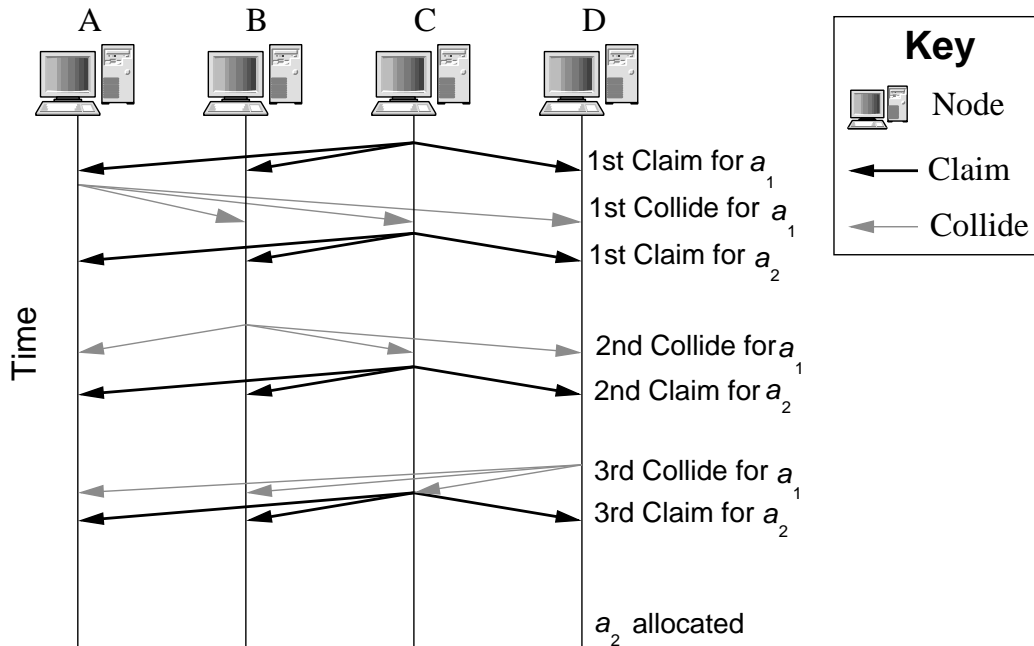 A B C D
Key
Node
Claim
Collide
Time
1st Claim for a1
1st Collide for a1
1st Claim for a2
2nd Collide for a1
2nd Claim for a2
3rd Collide for a1
3rd Claim for a2
a2 allocated